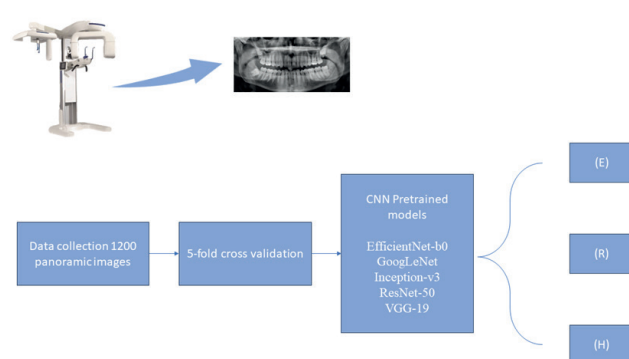 Data collection 1200
panoramic images
5-fold cross validation
CNN Pretrained
models
EfficientNet-b0
GoogLeNet
Inception-v3
ResNet-50
VGG-19
(E)
(R)
(H)